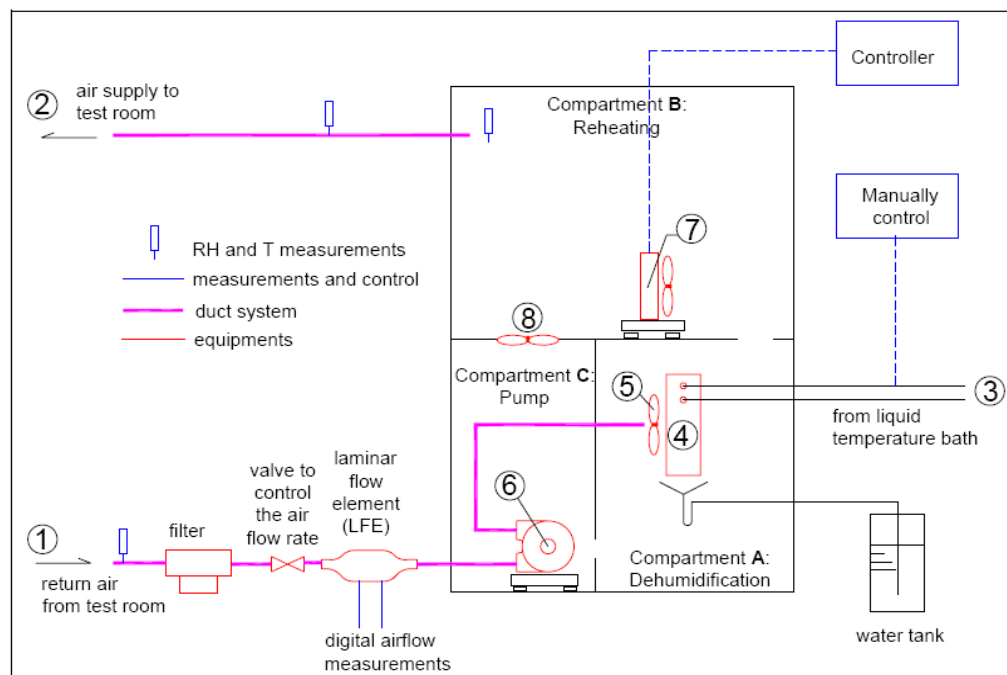 Controller
② air supply to
test room
Compartment B:
Reheating
Manually
control
RH and T measurements
measurements and control
duct system
equipments
⑦
⑧
Compartment C:
Pump
⑤
④
③
from liquid
temperature bath
⑥
valve to
control
the air
flow rate
laminar
flow
element
(LFE)
filter
①
return air
from test room
Compartment A:
Dehumidification
digital airflow
measurements
water tank